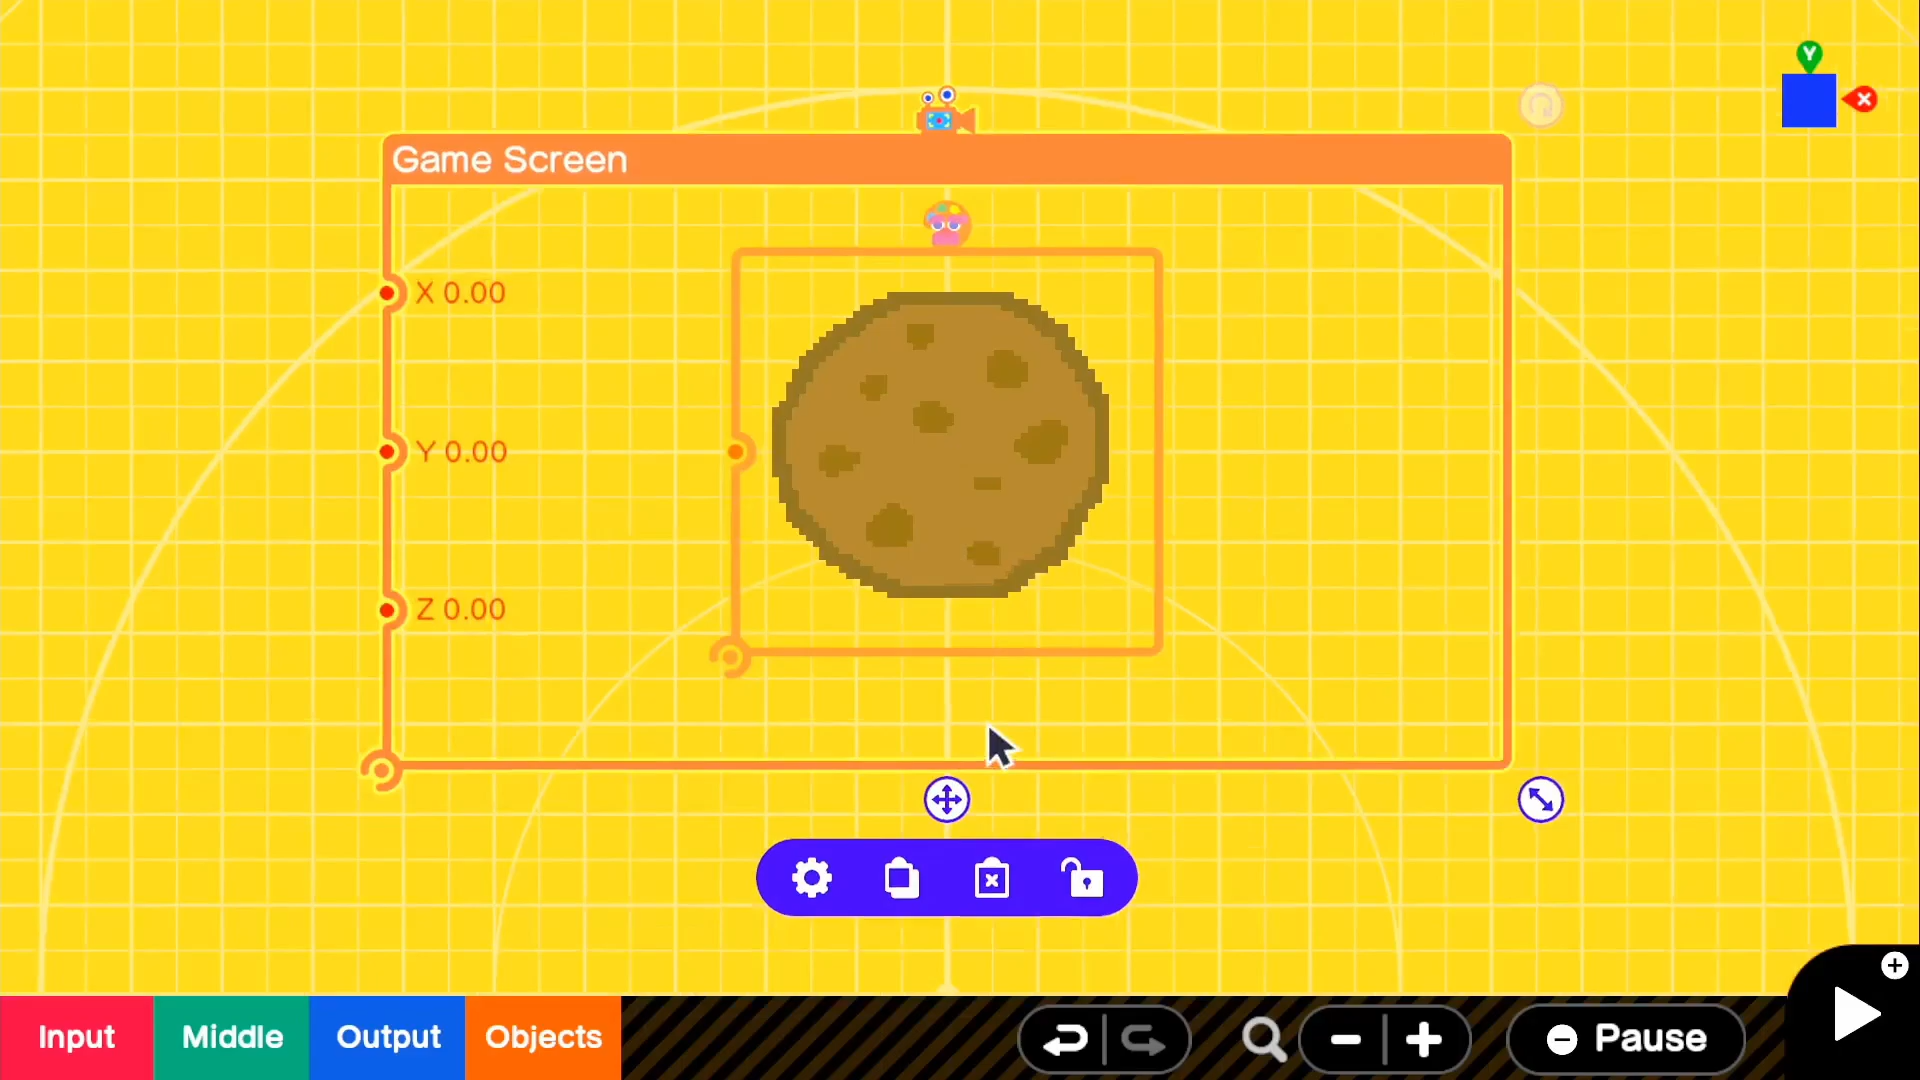 Y
X
Game Screen
X 0.00
Y 0.00
Z 0.00
Input
Middle
Output
Objects
Pause